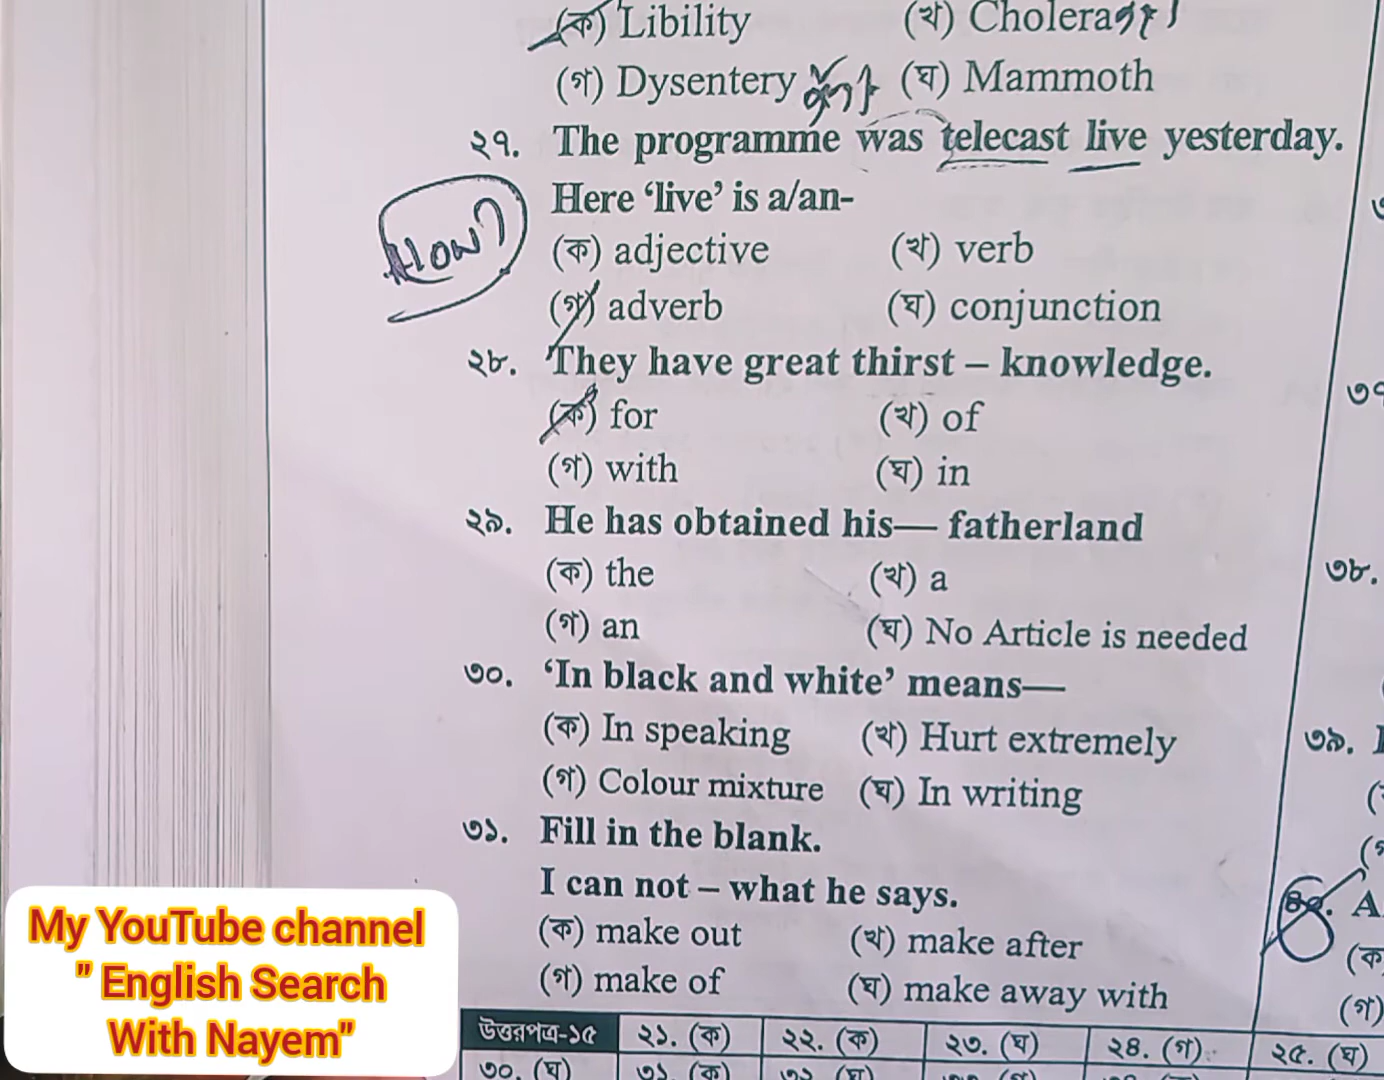 (ক) Libility (খ) Cholera
(গ) Dysentery (ঘ) Mammoth
২৭. The programme was telecast live yesterday.
Here ‘live’ is a/an-
How?
(ক) adjective (খ) verb
(গ) adverb (ঘ) conjunction
২৮. They have great thirst – knowledge.
(ক) for (খ) of
(গ) with (ঘ) in
২৯. He has obtained his— fatherland
(ক) the (খ) a
(গ) an (ঘ) No Article is needed
৩০. ‘In black and white’ means—
(ক) In speaking (খ) Hurt extremely
(গ) Colour mixture (ঘ) In writing
৩১. Fill in the blank.
I can not – what he says.
(ক) make out (খ) make after
(গ) make of (ঘ) make away with
উত্তরপত্র-১৫ ২১. (ক) ২২. (ক) ২৩. (ঘ) ২৪. (গ) ২৫. (ঘ)
৩০. (ঘ) ৩১. (ক)
৩৮.
৩৯.
A
(ক
(গ)
My YouTube channel
" English Search
With Nayem"